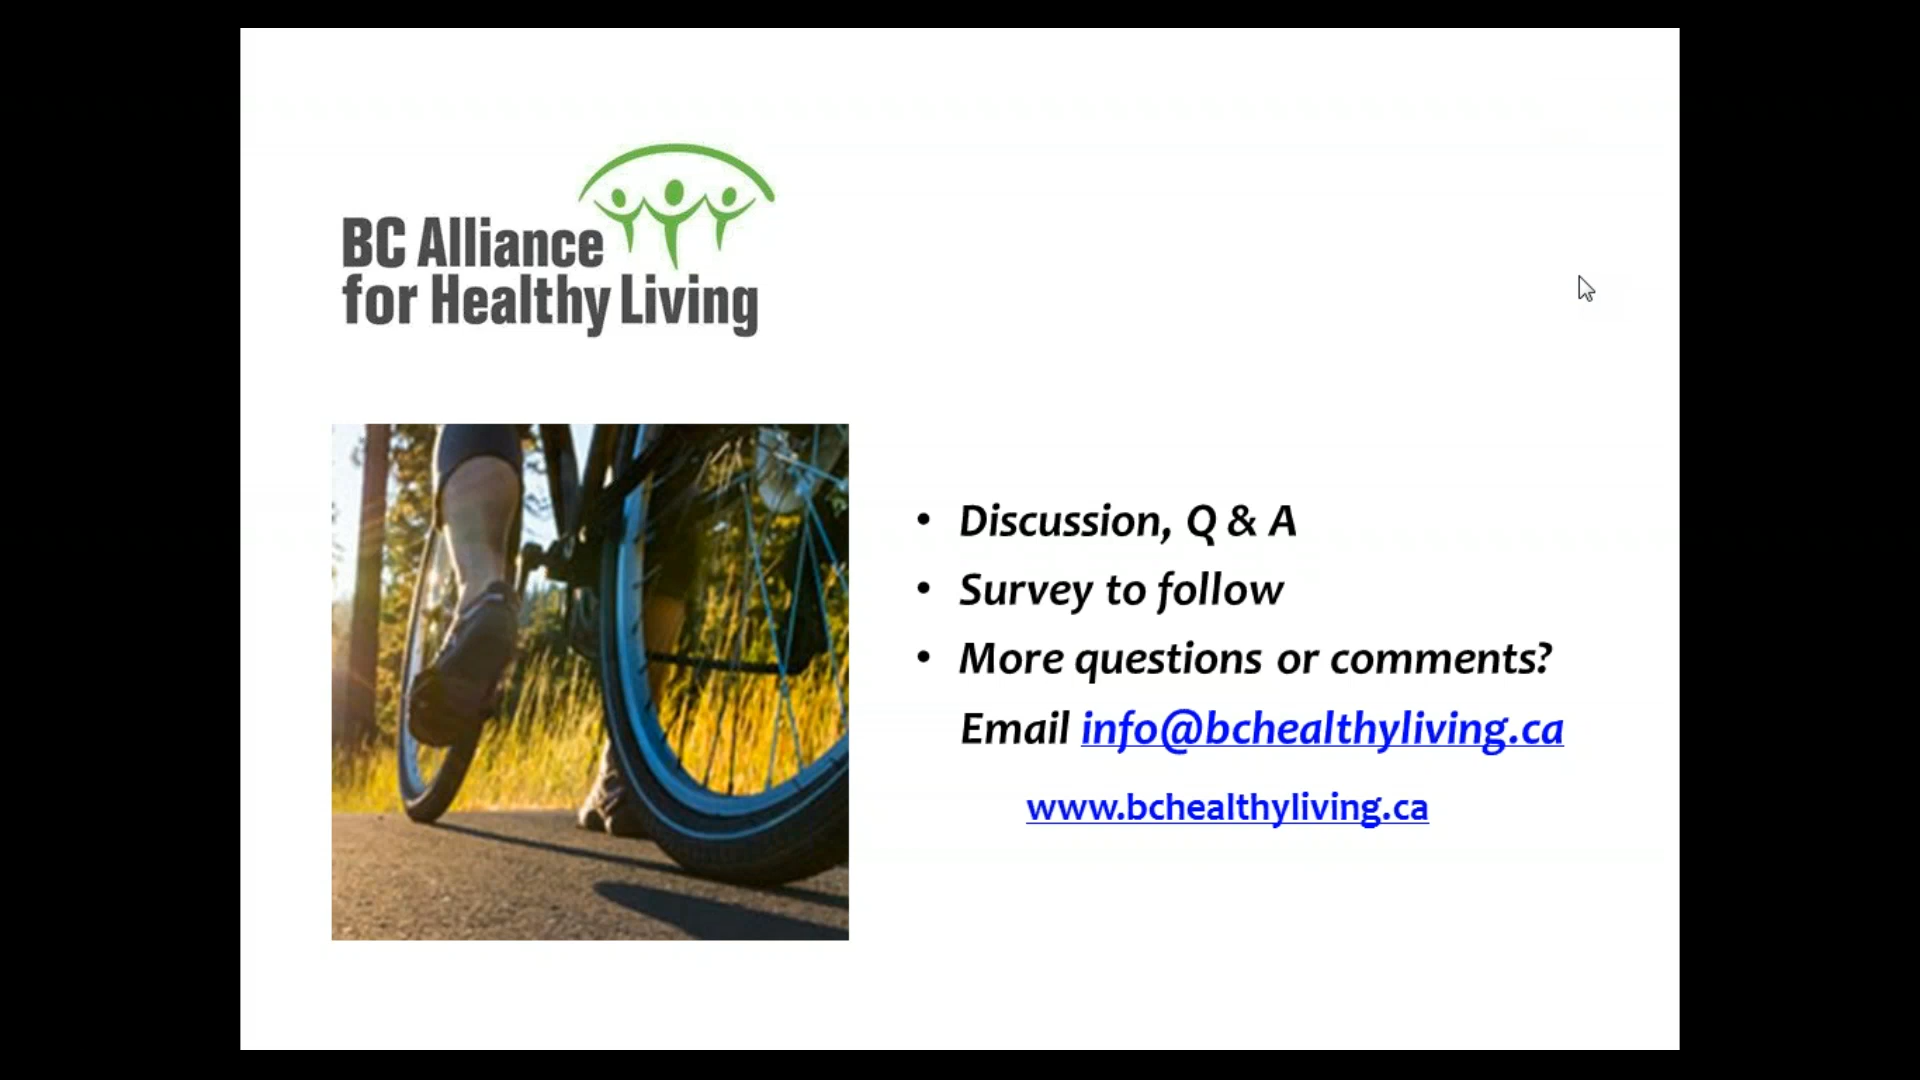 BC Alliance
for Healthy Living
• Discussion, Q & A
• Survey to follow
• More questions or comments?
Email info@bchealthyliving.ca
www.bchealthyliving.ca